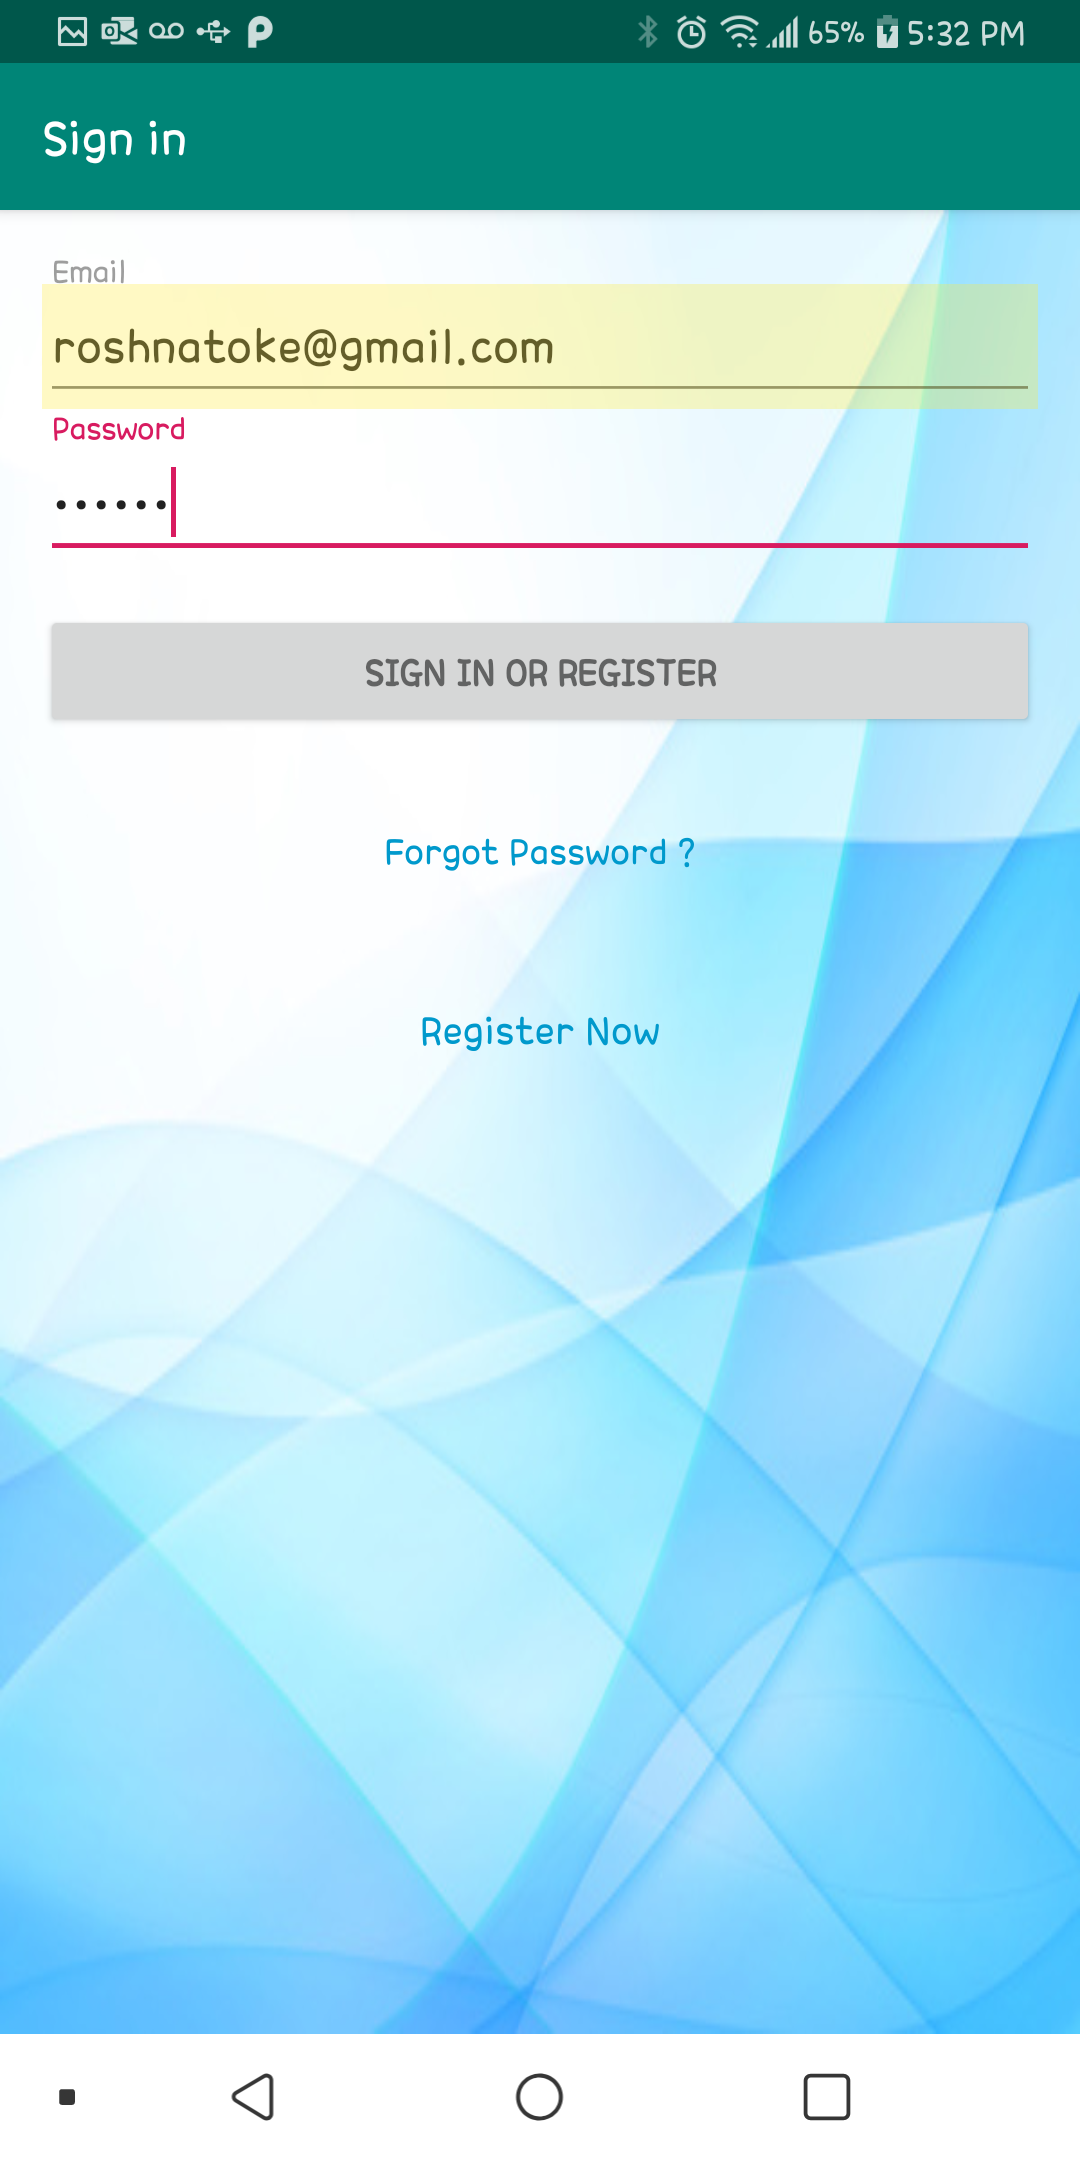 65% 5:32 PM
Sign in
Email
roshnatoke@gmail.com
Password
••••••
SIGN IN OR REGISTER
Forgot Password ?
Register Now